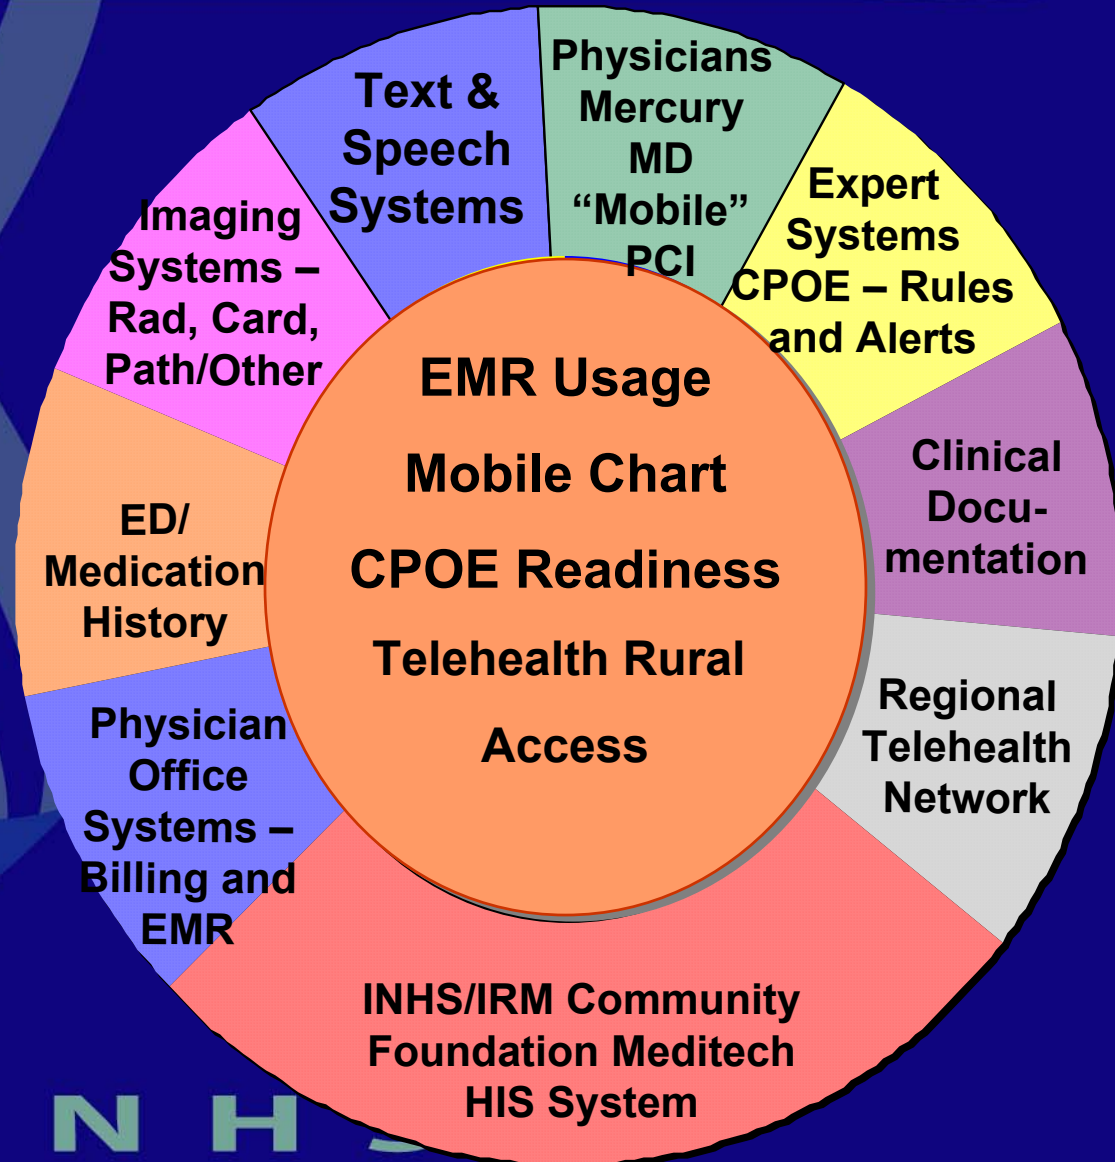 Text &
Speech
Systems
Physicians
Mercury
MD
“Mobile”
PCI
Expert
Systems
CPOE – Rules
and Alerts
Clinical
Docu-
mentation
Regional
Telehealth
Network
INHS/IRM Community
Foundation Meditech
HIS System
Physician
Office
Systems –
Billing and
EMR
ED/
Medication
History
Imaging
Systems –
Rad, Card,
Path/Other
EMR Usage
Mobile Chart
CPOE Readiness
Telehealth Rural
Access
N H S